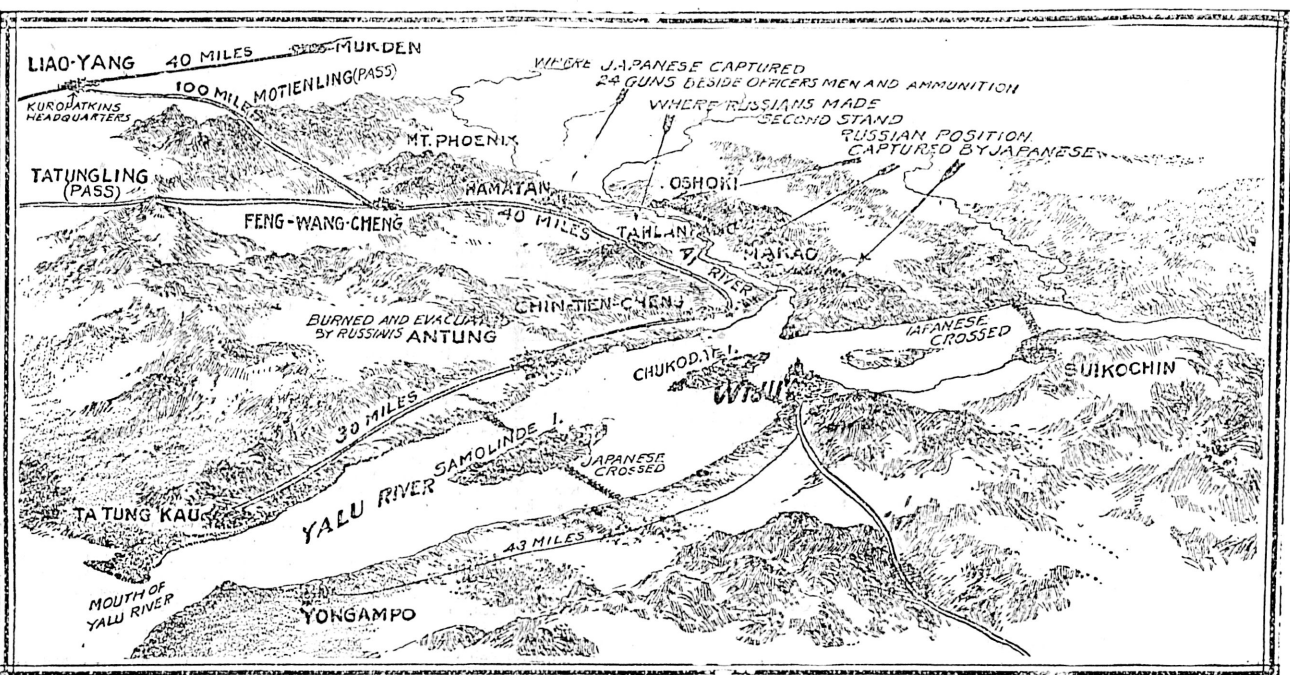 LIAO-YANG
40 MILES
MUKDEN
KUROPATKINS
HEADQUARTERS
100 MILE
MOTIENLING (PASS)
WHERE JAPANESE CAPTURED
24 GUNS BESIDE OFFICERS MEN AND AMMUNITION
WHERE RUSSIANS MADE
SECOND STAND
RUSSIAN POSITION
CAPTURED BY JAPANESE
MT. PHOENIX
TATUNGLING
(PASS)
HAMATAN
OSHOKI
FENG-WANG-CHENG
40 MILES
MAKAO
AI RIVER
CHIN-TIEN-CHENG
BURNED AND EVACUAT
BY RUSSIANS
ANTUNG
JAPANESE
CROSSED
CHUKODAI I.
WIJU
SUIKOCHIN
30 MILES
SAMOLINDE I.
JAPANESE
CROSSED
YALU RIVER
TA TUNG KAU
43 MILES
MOUTH OF
YALU RIVER
YONGAMPO